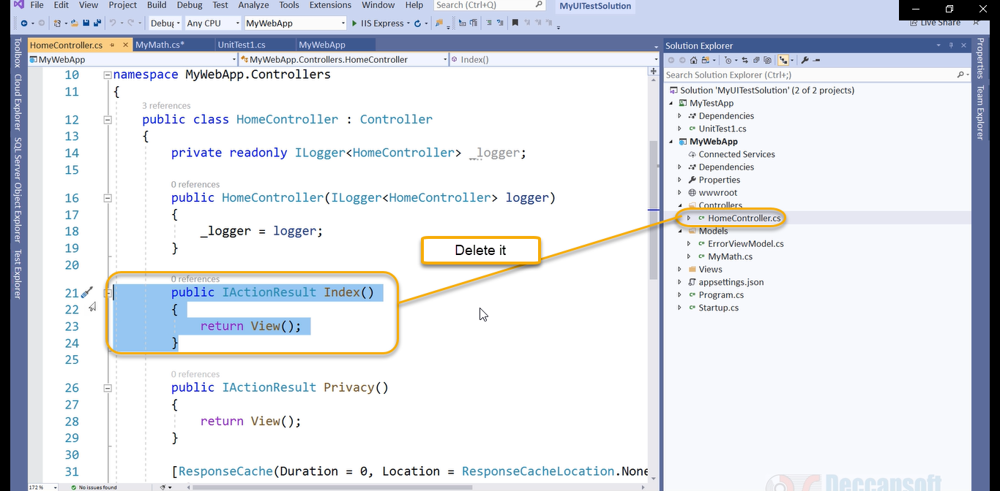 File Edit View Project Build Debug Test Analyze Tools Extensions Window Help Search (Ctrl+Q) MyUITestSolution
Debug Any CPU MyWebApp IIS Express Live Share
HomeController.cs MyMath.cs* UnitTest1.cs MyWebApp
MyWebApp MyWebApp.Controllers.HomeController Index()
10 namespace MyWebApp.Controllers
11 {
3 references
12 public class HomeController : Controller
13 {
14 private readonly ILogger<HomeController> _logger;
15
0 references
16 public HomeController(ILogger<HomeController> logger)
17 {
18 _logger = logger;
19 }
20
0 references
21 public IActionResult Index()
22 {
23 return View();
24 }
25
0 references
26 public IActionResult Privacy()
27 {
28 return View();
29 }
30
31 [ResponseCache(Duration = 0, Location = ResponseCacheLocation.None
172 % No issues found
Delete it
Toolbox
Cloud Explorer
SQL Server Object Explorer
Test Explorer
Solution Explorer
Search Solution Explorer (Ctrl+;)
Solution 'MyUITestSolution' (2 of 2 projects)
MyTestApp
Dependencies
UnitTest1.cs
MyWebApp
Connected Services
Dependencies
Properties
wwwroot
Controllers
HomeController.cs
Models
ErrorViewModel.cs
MyMath.cs
Views
appsettings.json
Program.cs
Startup.cs
Properties
Team Explorer
Deccansoft